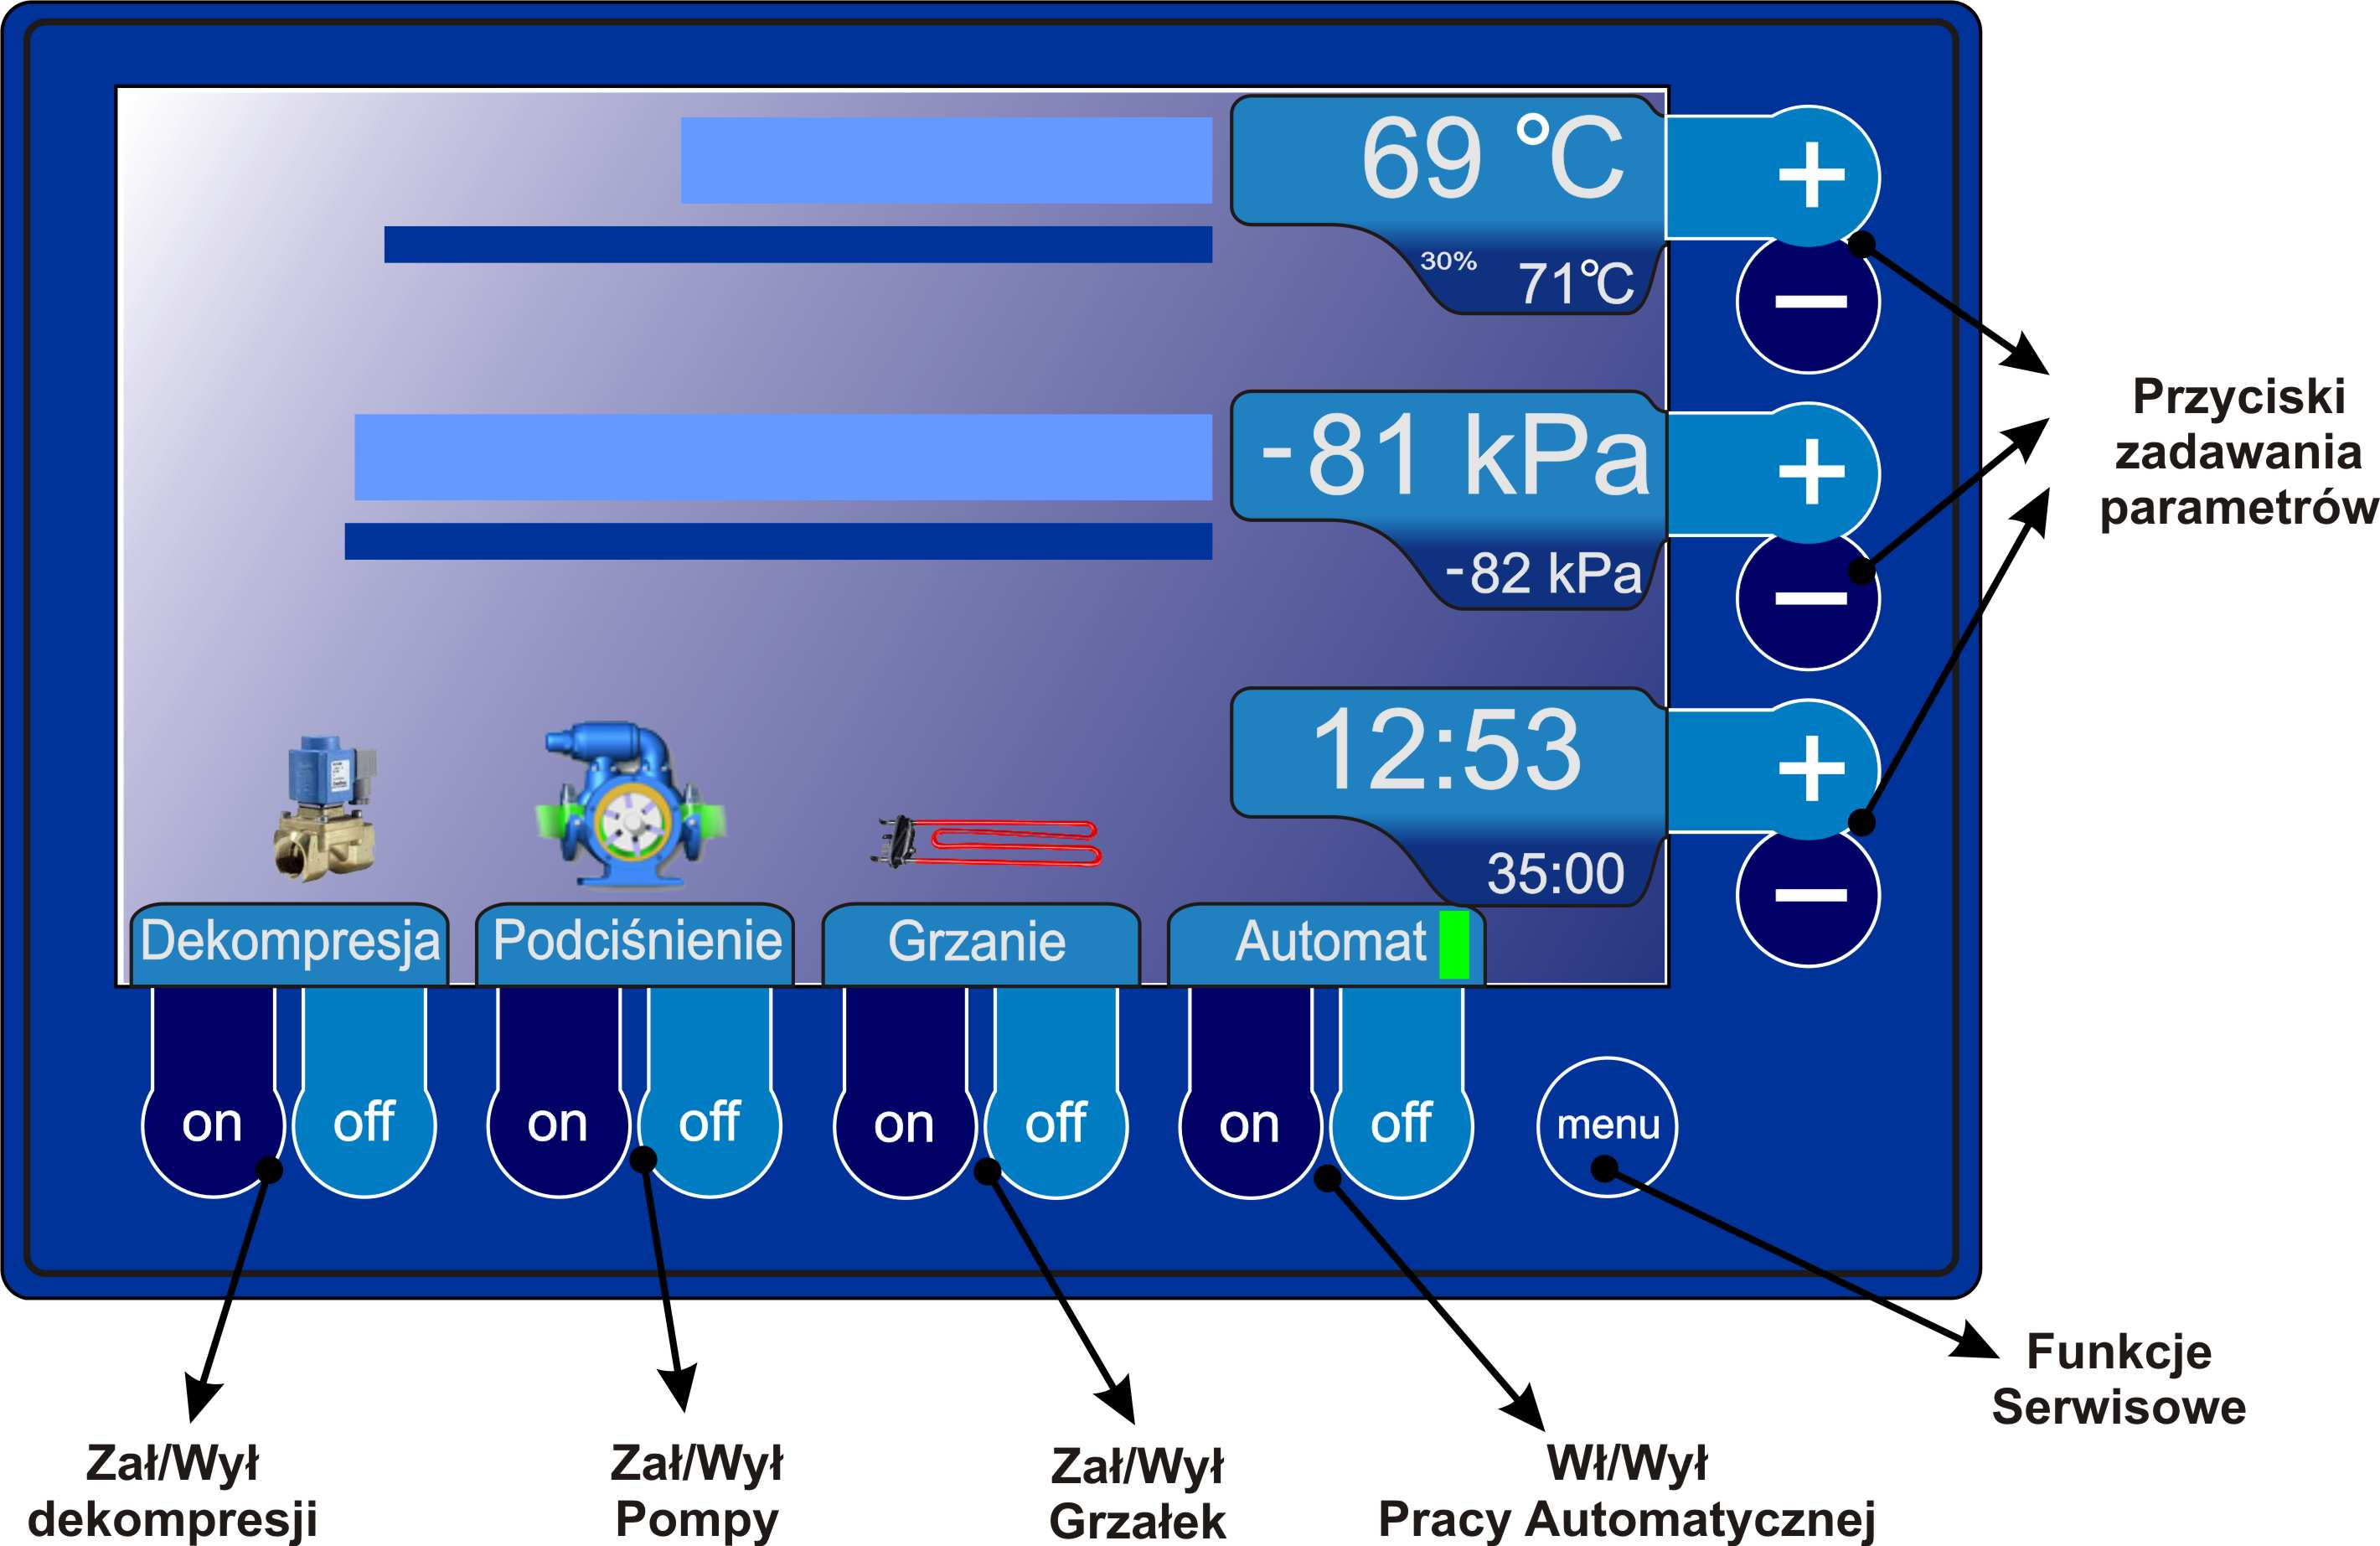 69 °C
30% 71°C
-81 kPa
-82 kPa
12:53
35:00
+
−
+
−
+
−
Przyciski
zadawania
parametrów
Dekompresja
Podciśnienie
Grzanie
Automat
on off on off on off on off menu
Funkcje
Serwisowe
Zał/Wył
dekompresji
Zał/Wył
Pompy
Zał/Wył
Grzałek
Wł/Wył
Pracy Automatycznej